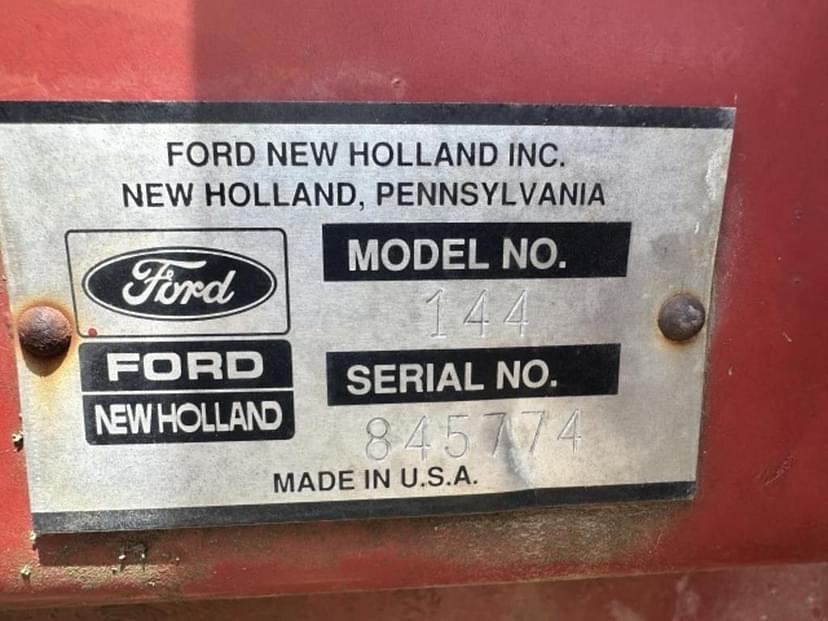 FORD NEW HOLLAND INC.
NEW HOLLAND, PENNSYLVANIA
Ford
FORD
NEW HOLLAND
MODEL NO.
144
SERIAL NO.
845774
MADE IN U.S.A.